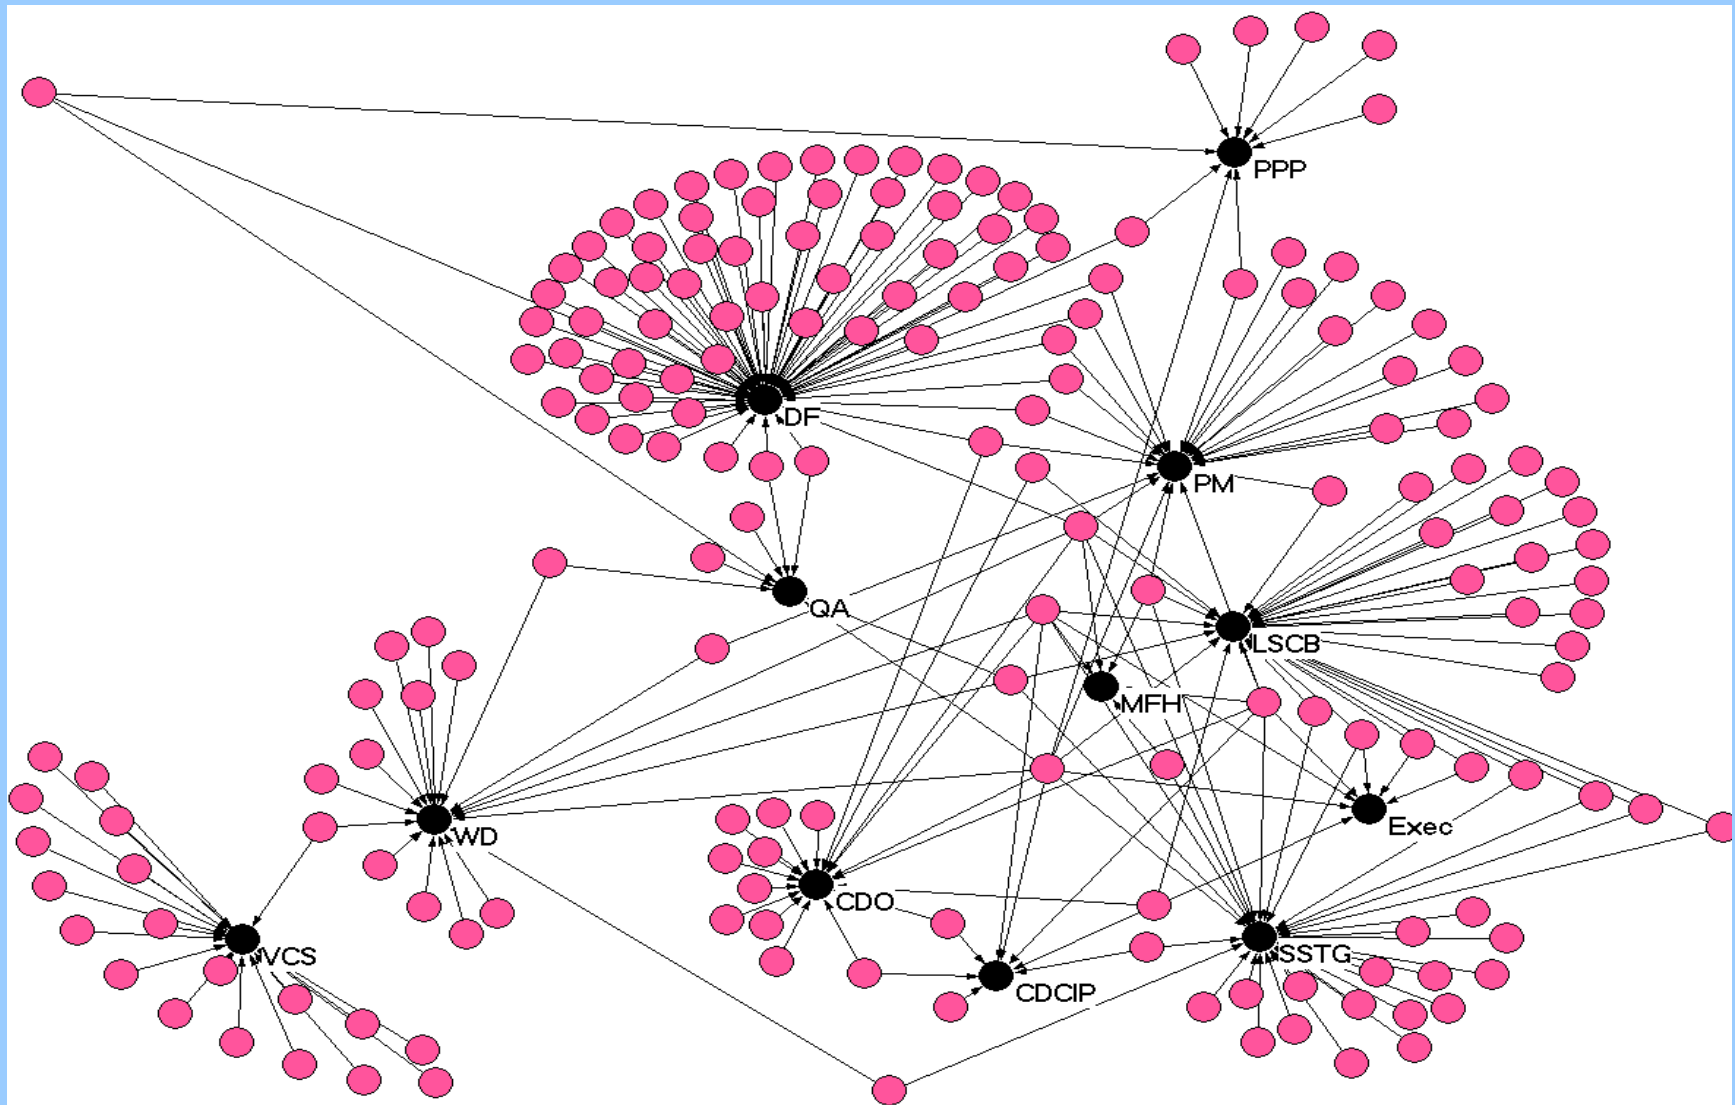 PPP
DF
PM
QA
LSCB
MFH
Exec
WD
CDO
VCS
SSTG
CDCIP